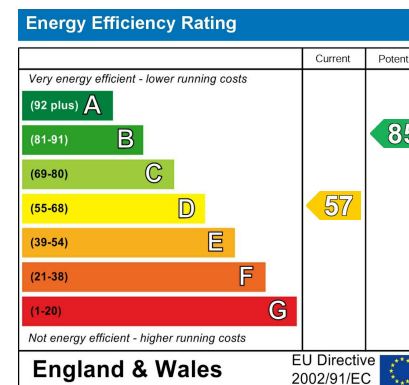 Energy Efficiency Rating
Current
Potent
Very energy efficient - lower running costs
(92 plus) A
(81-91) B
85
(69-80) C
(55-68) D
57
(39-54) E
(21-38) F
(1-20) G
Not energy efficient - higher running costs
England & Wales
EU Directive
2002/91/EC